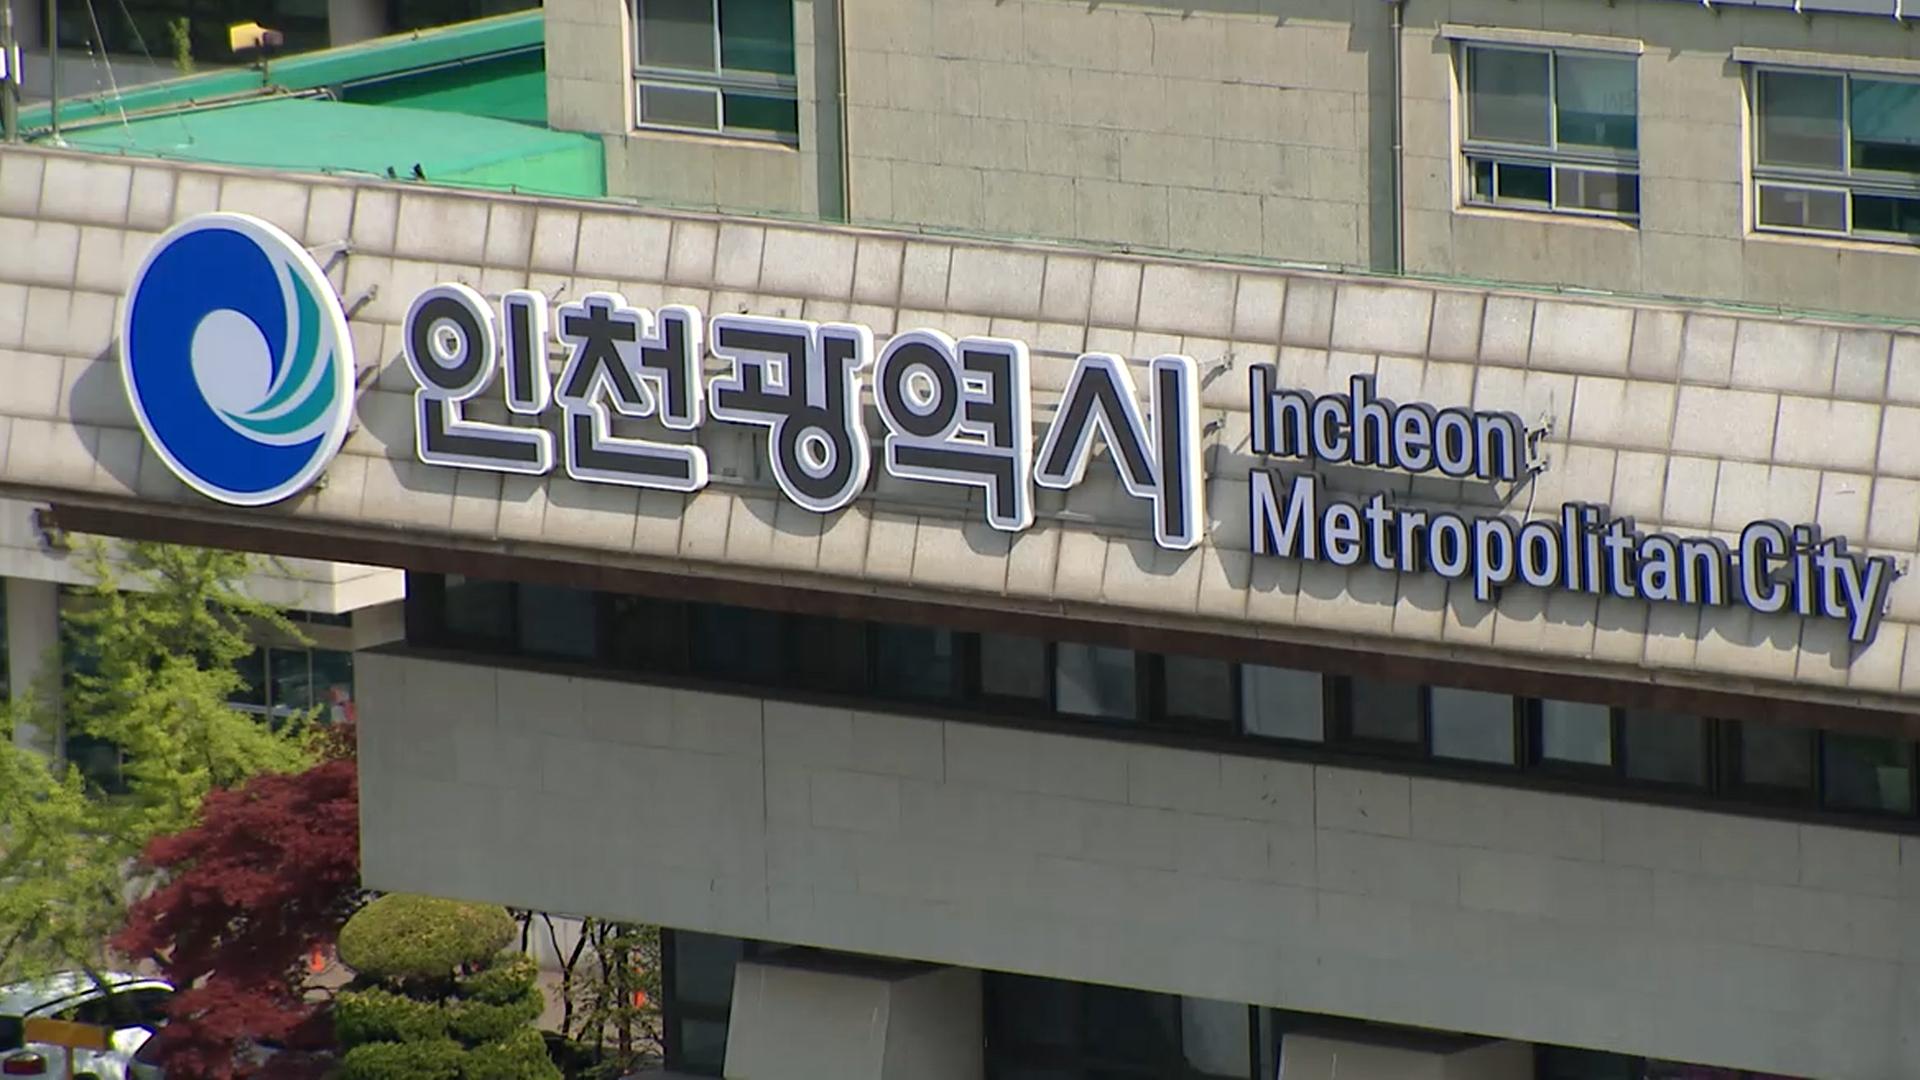 인천광역시
Incheon
Metropolitan City